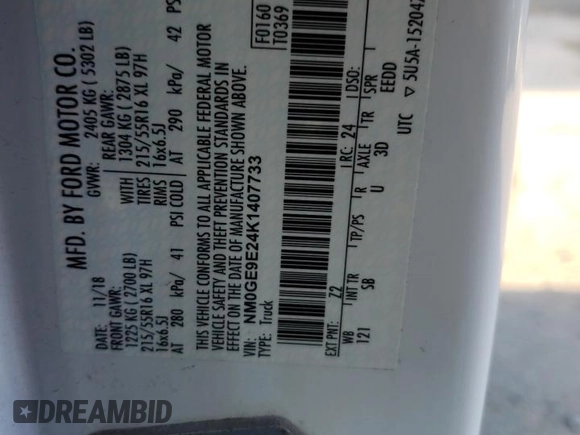 MFD. BY FORD MOTOR CO.
DATE: 11/18 GVWR: 2405 KG ( 5302 LB)
FRONT GAWR: REAR GAWR:
1225 KG ( 2700 LB) WITH 1304 KG ( 2875 LB)
215/55R16 XL 97H TIRES 215/55R16 XL 97H
16x6.5J RIMS 16x6.5J
AT 280 kPa/ 41 PSI COLD AT 290 kPa/ 42 PS
THIS VEHICLE CONFORMS TO ALL APPLICABLE FEDERAL MOTOR
VEHICLE SAFETY AND THEFT PREVENTION STANDARDS IN
EFFECT ON THE DATE OF MANUFACTURE SHOWN ABOVE.
VIN: NM0GE9E24K1407733
TYPE: Truck
F0160
T0369
EXT PNT: Z2 RC: 24 DSO:
WB INT TR TP/PS R AXLE TR SPR
121 SB U 3D EEDD
UTC ▽ 5U5A-15204
DREAMBID